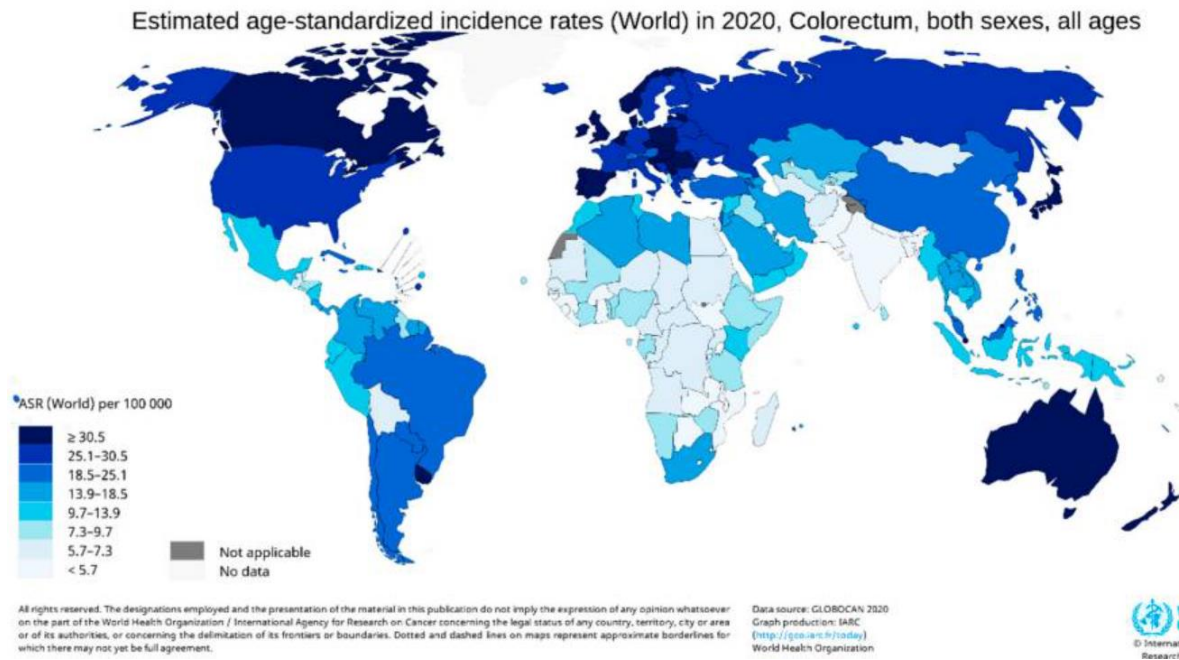 Estimated age-standardized incidence rates (World) in 2020, Colorectum, both sexes, all ages
ASR (World) per 100 000
≥ 30.5
25.1–30.5
18.5–25.1
13.9–18.5
9.7–13.9
7.3–9.7
5.7–7.3
< 5.7
Not applicable
No data
All rights reserved. The designations employed and the presentation of the material in this publication do not imply the expression of any opinion whatsoever
on the part of the World Health Organization / International Agency for Research on Cancer concerning the legal status of any country, territory, city or area
or of its authorities, or concerning the delimitation of its frontiers or boundaries. Dotted and dashed lines on maps represent approximate borderlines for
which there may not yet be full agreement.
Data source: GLOBOCAN 2020
Graph production: IARC
(http://gco.iarc.fr/today)
World Health Organization
© Internat
Research